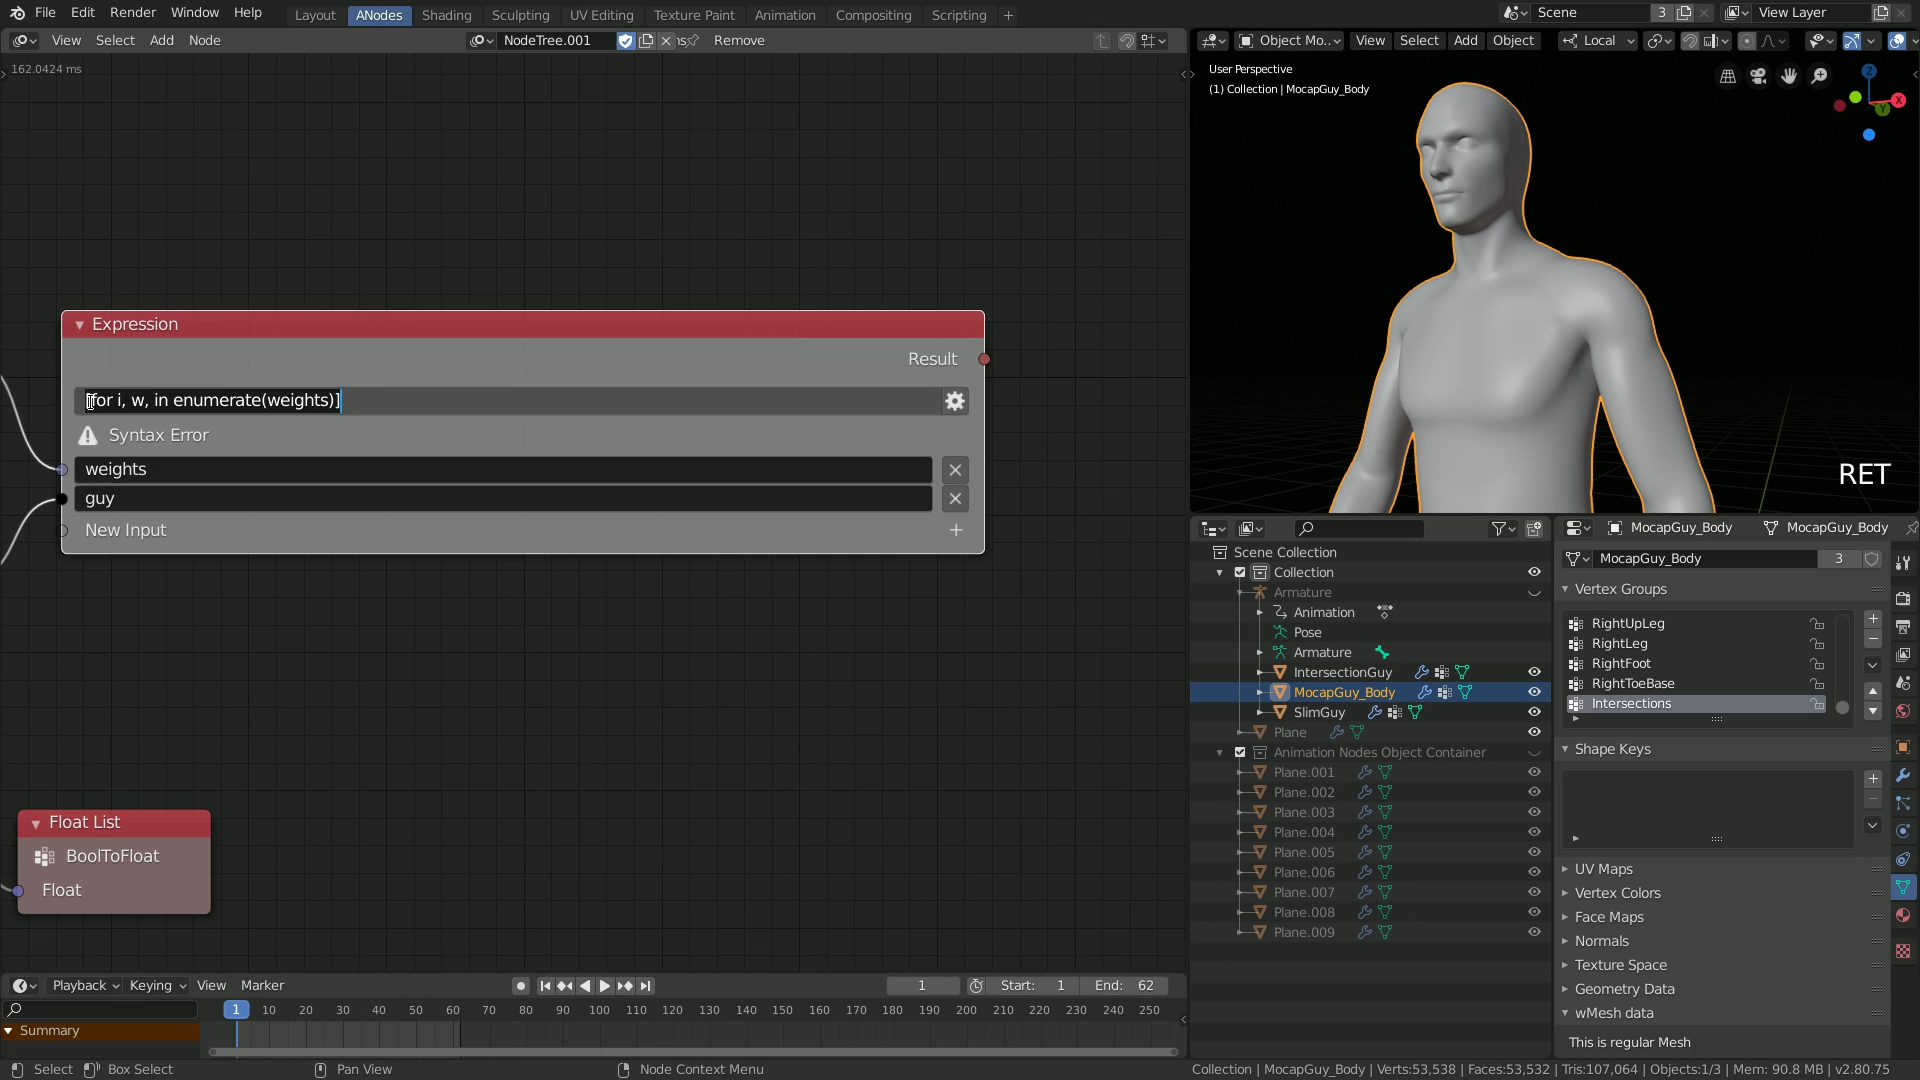 File Edit Render Window Help Layout ANodes Shading Sculpting UV Editing Texture Paint Animation Compositing Scripting + Scene 3 View Layer
View Select Add Node NodeTree.001 Remove Object Mo.. View Select Add Object Local
162.0424 ms
User Perspective
(1) Collection | MocapGuy_Body
Z
X
Y
Expression
Result
[for i, w, in enumerate(weights)]
Syntax Error
weights
guy
New Input
RET
Float List
BoolToFloat
Float
Scene Collection
Collection
Armature
Animation
Pose
Armature
IntersectionGuy
MocapGuy_Body
SlimGuy
Plane
Animation Nodes Object Container
Plane.001
Plane.002
Plane.003
Plane.004
Plane.005
Plane.006
Plane.007
Plane.008
Plane.009
MocapGuy_Body MocapGuy_Body
MocapGuy_Body 3
Vertex Groups
RightUpLeg
RightLeg
RightFoot
RightToeBase
Intersections
Shape Keys
UV Maps
Vertex Colors
Face Maps
Normals
Texture Space
Geometry Data
wMesh data
This is regular Mesh
Playback Keying View Marker 1 Start: 1 End: 62
1 10 20 30 40 50 60 70 80 90 100 110 120 130 140 150 160 170 180 190 200 210 220 230 240 250
Summary
Select Box Select Pan View Node Context Menu Collection | MocapGuy_Body | Verts:53,538 | Faces:53,532 | Tris:107,064 | Objects:1/3 | Mem: 90.8 MB | v2.80.75